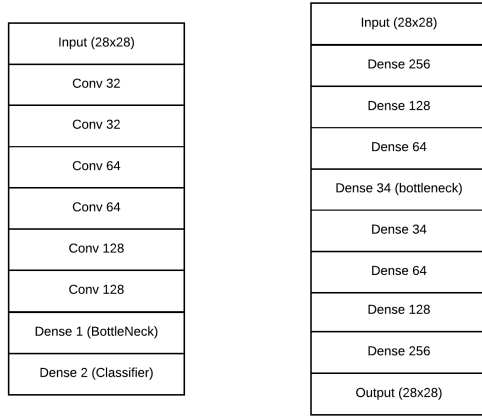 Input (28x28)
Conv 32
Conv 32
Conv 64
Conv 64
Conv 128
Conv 128
Dense 1 (BottleNeck)
Dense 2 (Classifier)
Input (28x28)
Dense 256
Dense 128
Dense 64
Dense 34 (bottleneck)
Dense 34
Dense 64
Dense 128
Dense 256
Output (28x28)